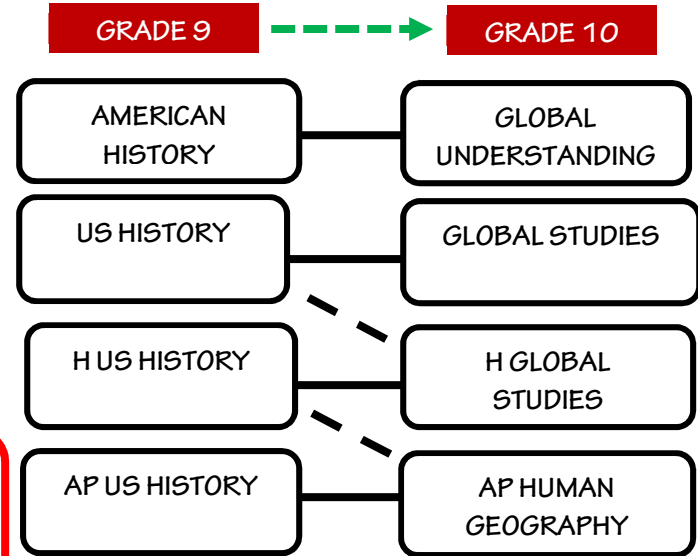 GRADE 9
GRADE 10
AMERICAN
HISTORY
GLOBAL
UNDERSTANDING
US HISTORY
GLOBAL STUDIES
H US HISTORY
H GLOBAL
STUDIES
AP US HISTORY
AP HUMAN
GEOGRAPHY